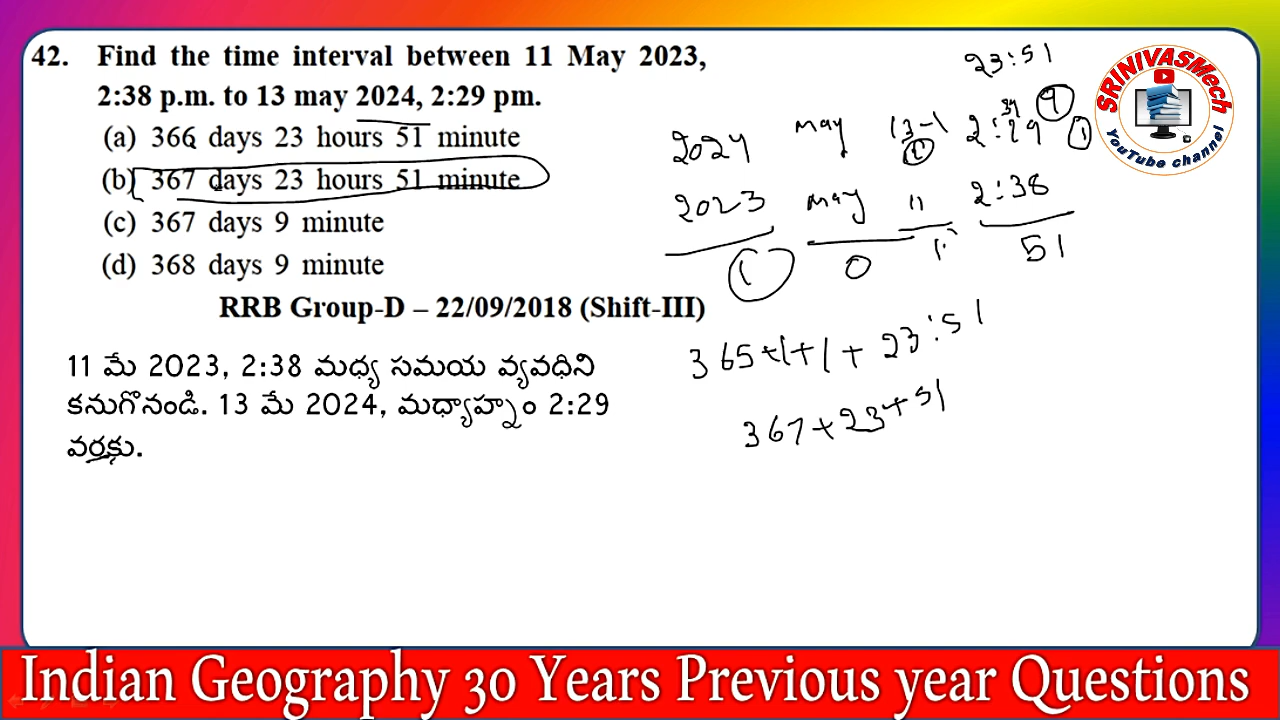 42. Find the time interval between 11 May 2023,
2:38 p.m. to 13 may 2024, 2:29 pm.
(a) 366 days 23 hours 51 minute
(b) 367 days 23 hours 51 minute
(c) 367 days 9 minute
(d) 368 days 9 minute
RRB Group-D – 22/09/2018 (Shift-III)
11 మే 2023, 2:38 మధ్య సమయ వ్యవధిని
కనుగొనండి. 13 మే 2024, మధ్యాహ్నం 2:29
వరకు.
23:51
2024 may 13-1 2:29
2023 may 11 2:38
1 0 1 51
365+1+1+23:51
367+23+51
SRINIVASMech
YouTube channel
Indian Geography 30 Years Previous year Questions